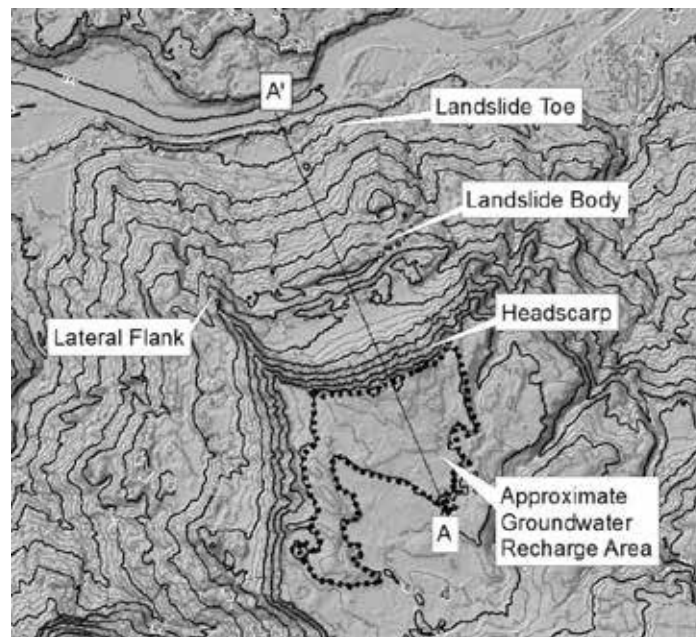 A'
Landslide Toe
Landslide Body
Headscarp
Lateral Flank
Approximate
Groundwater
Recharge Area
A